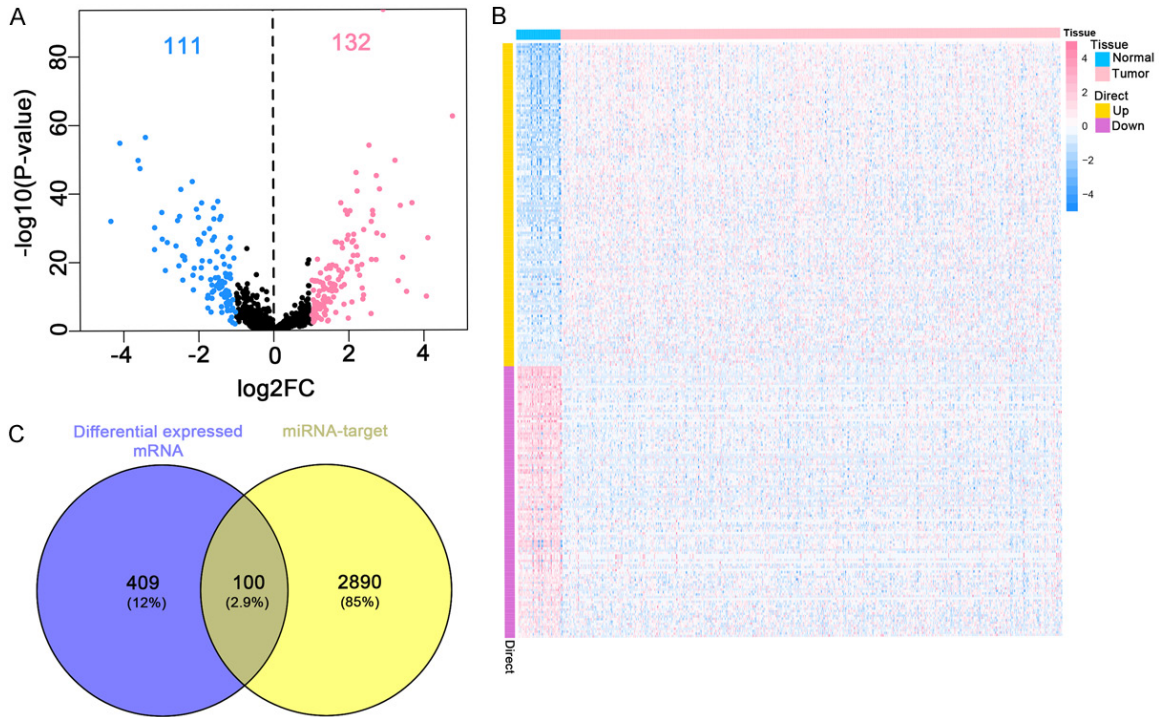 A
111
132
80
60
40
20
0
-log10(P-value)
-4
-2
0
2
4
log2FC
B
Tissue
4
2
0
−2
−4
Tissue
Normal
Tumor
Direct
Up
Down
Direct
C
Differential expressed
mRNA
miRNA-target
409
(12%)
100
(2.9%)
2890
(85%)